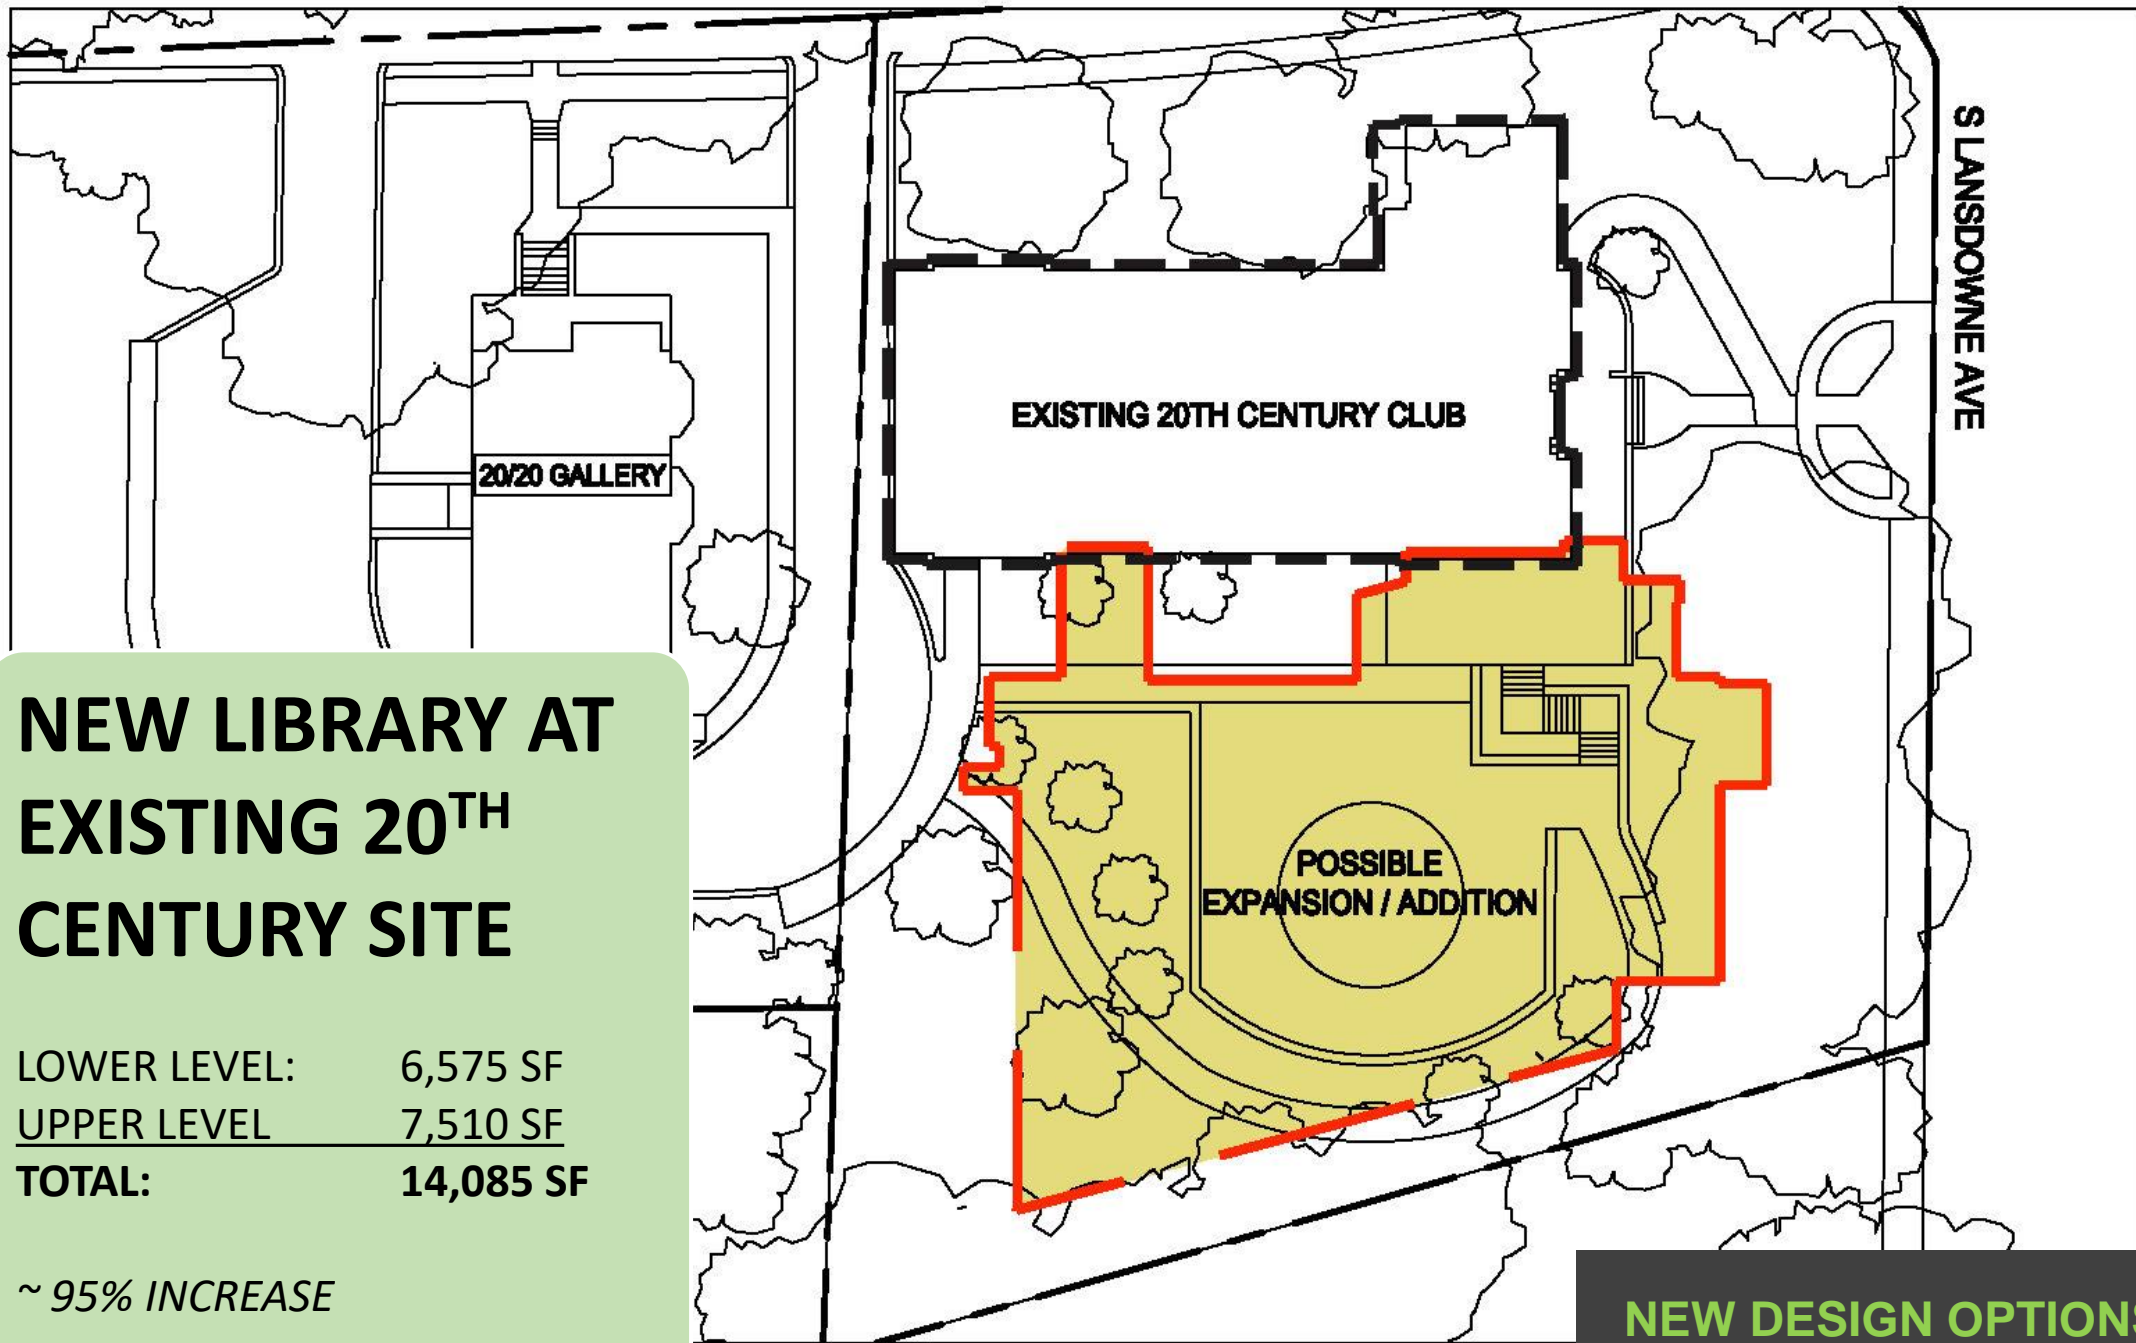 S LANSDOWNE AVE
EXISTING 20TH CENTURY CLUB
20/20 GALLERY
POSSIBLE
EXPANSION / ADDITION
NEW LIBRARY AT
EXISTING 20TH
CENTURY SITE
LOWER LEVEL: 6,575 SF
UPPER LEVEL 7,510 SF
TOTAL: 14,085 SF
~ 95% INCREASE
NEW DESIGN OPTIONS